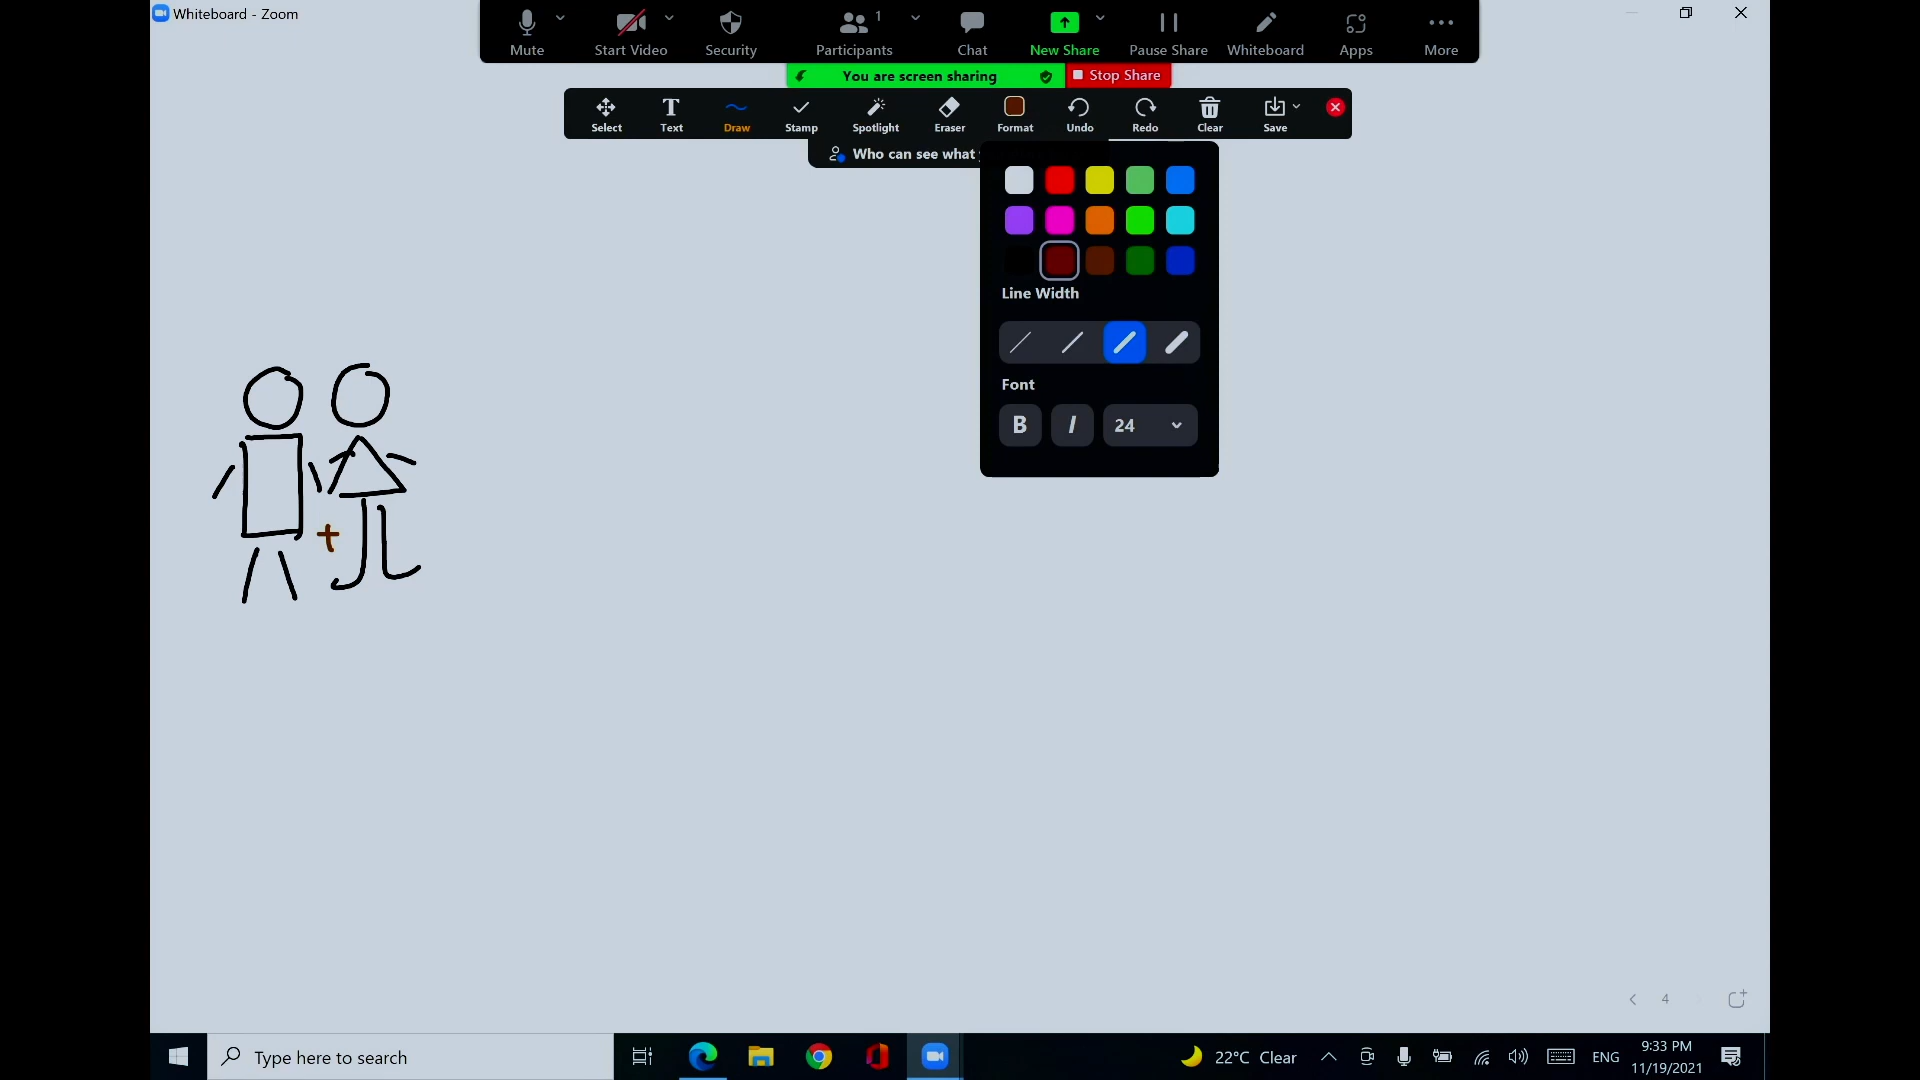 Whiteboard - Zoom
Mute
Start Video
Security
Participants
1
Chat
New Share
Pause Share
Whiteboard
Apps
More
You are screen sharing
Stop Share
Select
Text
Draw
Stamp
Spotlight
Eraser
Format
Undo
Redo
Clear
Save
Who can see what
Line Width
Font
B
I
24
+
4
Type here to search
22°C Clear
ENG
9:33 PM
11/19/2021